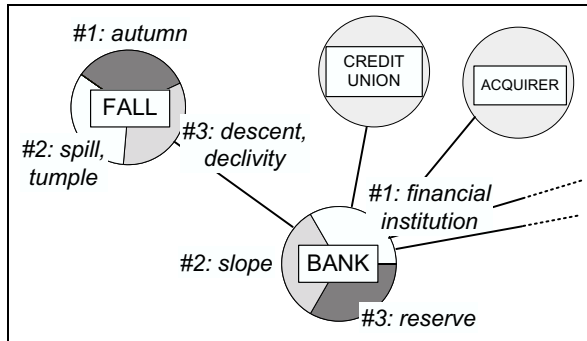 #1: autumn
FALL
#2: spill,
tumple
#3: descent,
declivity
CREDIT
UNION
ACQUIRER
#1: financial
institution
#2: slope
BANK
#3: reserve